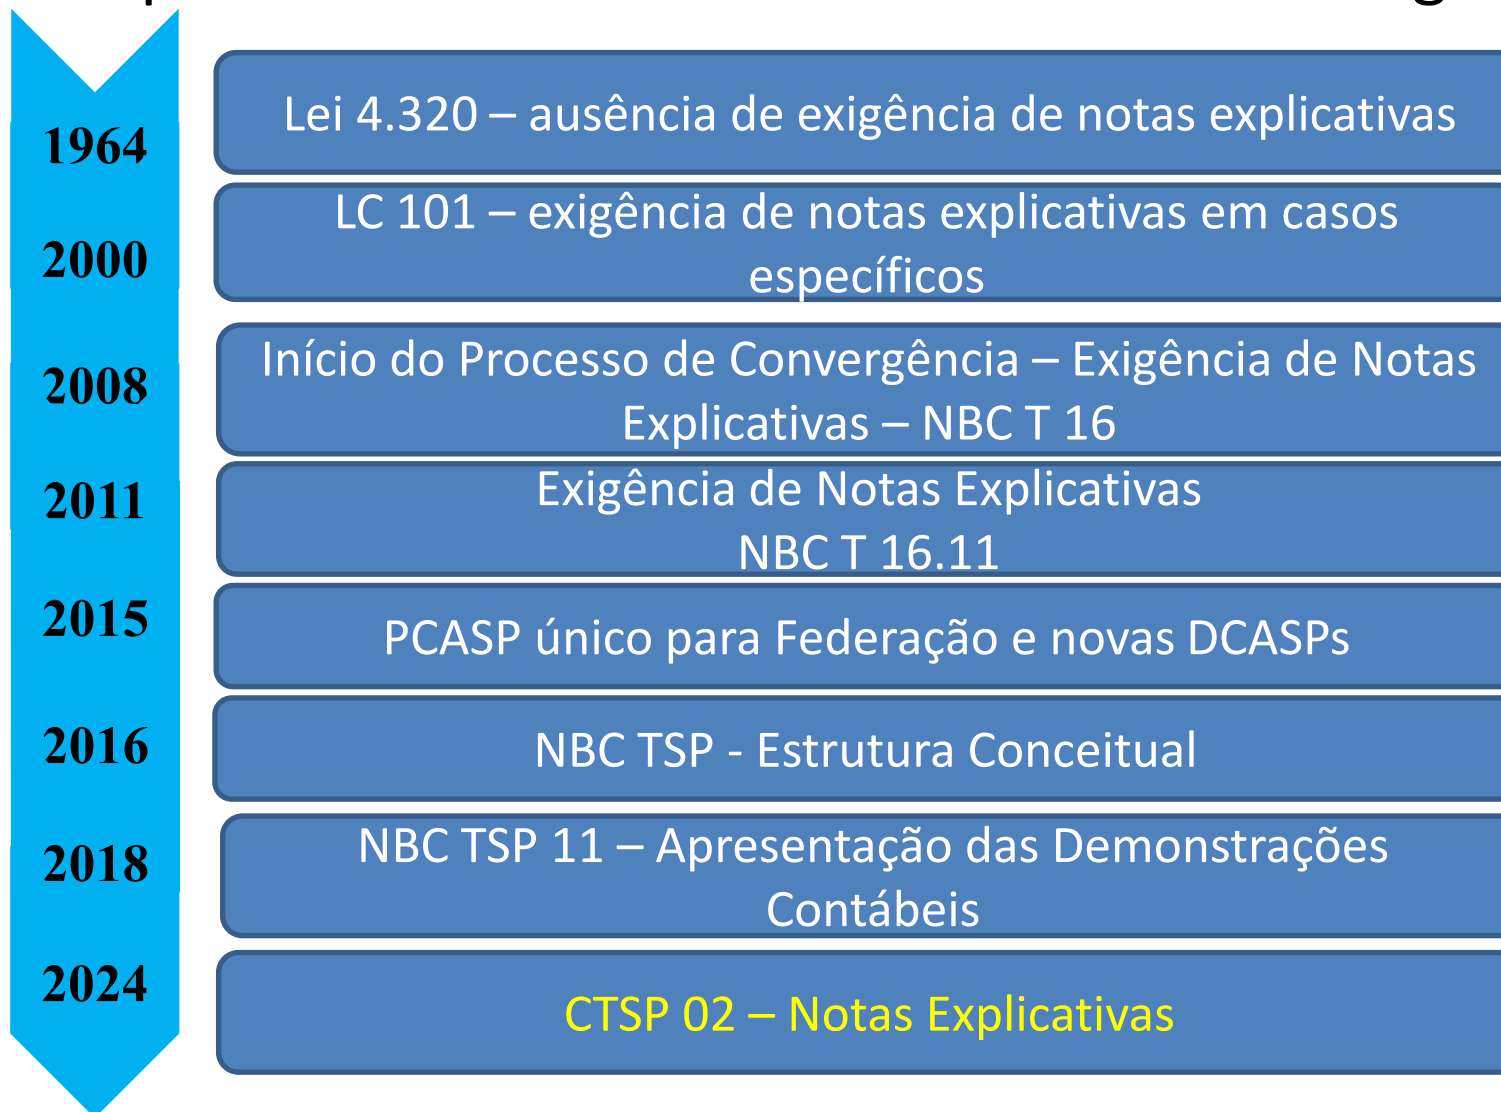 1964
Lei 4.320 – ausência de exigência de notas explicativas
2000
LC 101 – exigência de notas explicativas em casos
específicos
2008
Início do Processo de Convergência – Exigência de Notas
Explicativas – NBC T 16
2011
Exigência de Notas Explicativas
NBC T 16.11
2015
PCASP único para Federação e novas DCASPs
2016
NBC TSP - Estrutura Conceitual
2018
NBC TSP 11 – Apresentação das Demonstrações
Contábeis
2024
CTSP 02 – Notas Explicativas